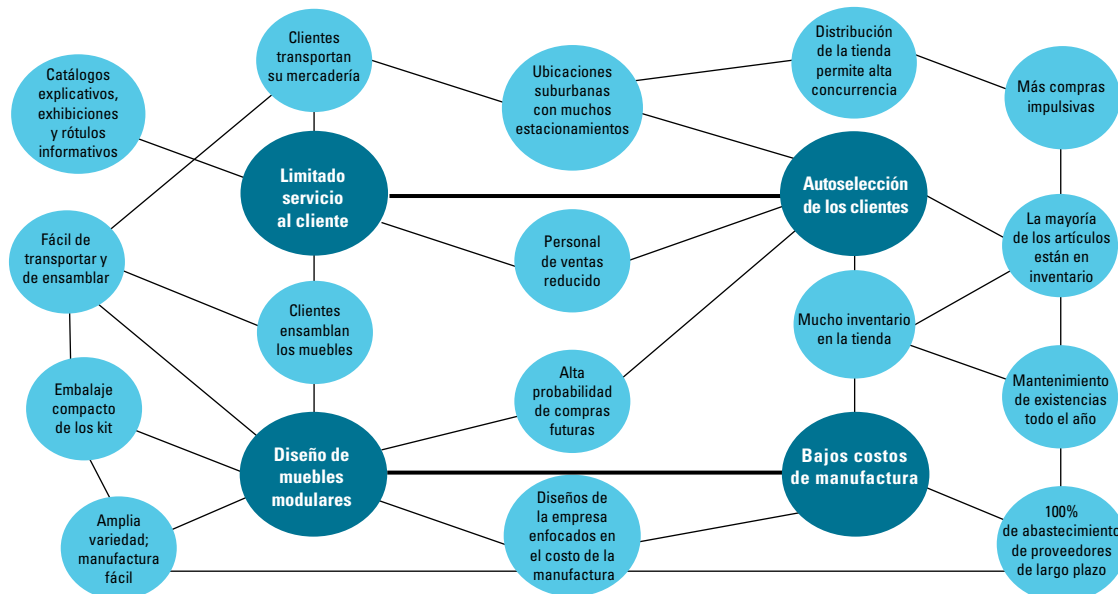 Clientes
transportan
su mercadería
Distribución
de la tienda
permite alta
concurrencia
Catálogos
explicativos,
exhibiciones
y rótulos
informativos
Ubicaciones
suburbanas
con muchos
estacionamientos
Más compras
impulsivas
Limitado
servicio
al cliente
Autoselección
de los clientes
Fácil de
transportar y
de ensamblar
Personal
de ventas
reducido
La mayoría
de los artículos
están en
inventario
Clientes
ensamblan
los muebles
Mucho inventario
en la tienda
Embalaje
compacto
de los kit
Alta
probabilidad
de compras
futuras
Mantenimiento
de existencias
todo el año
Diseño de
muebles
modulares
Bajos costos
de manufactura
Amplia
variedad;
manufactura
fácil
Diseños de
la empresa
enfocados en
el costo de la
manufactura
100%
de abastecimiento
de proveedores
de largo plazo